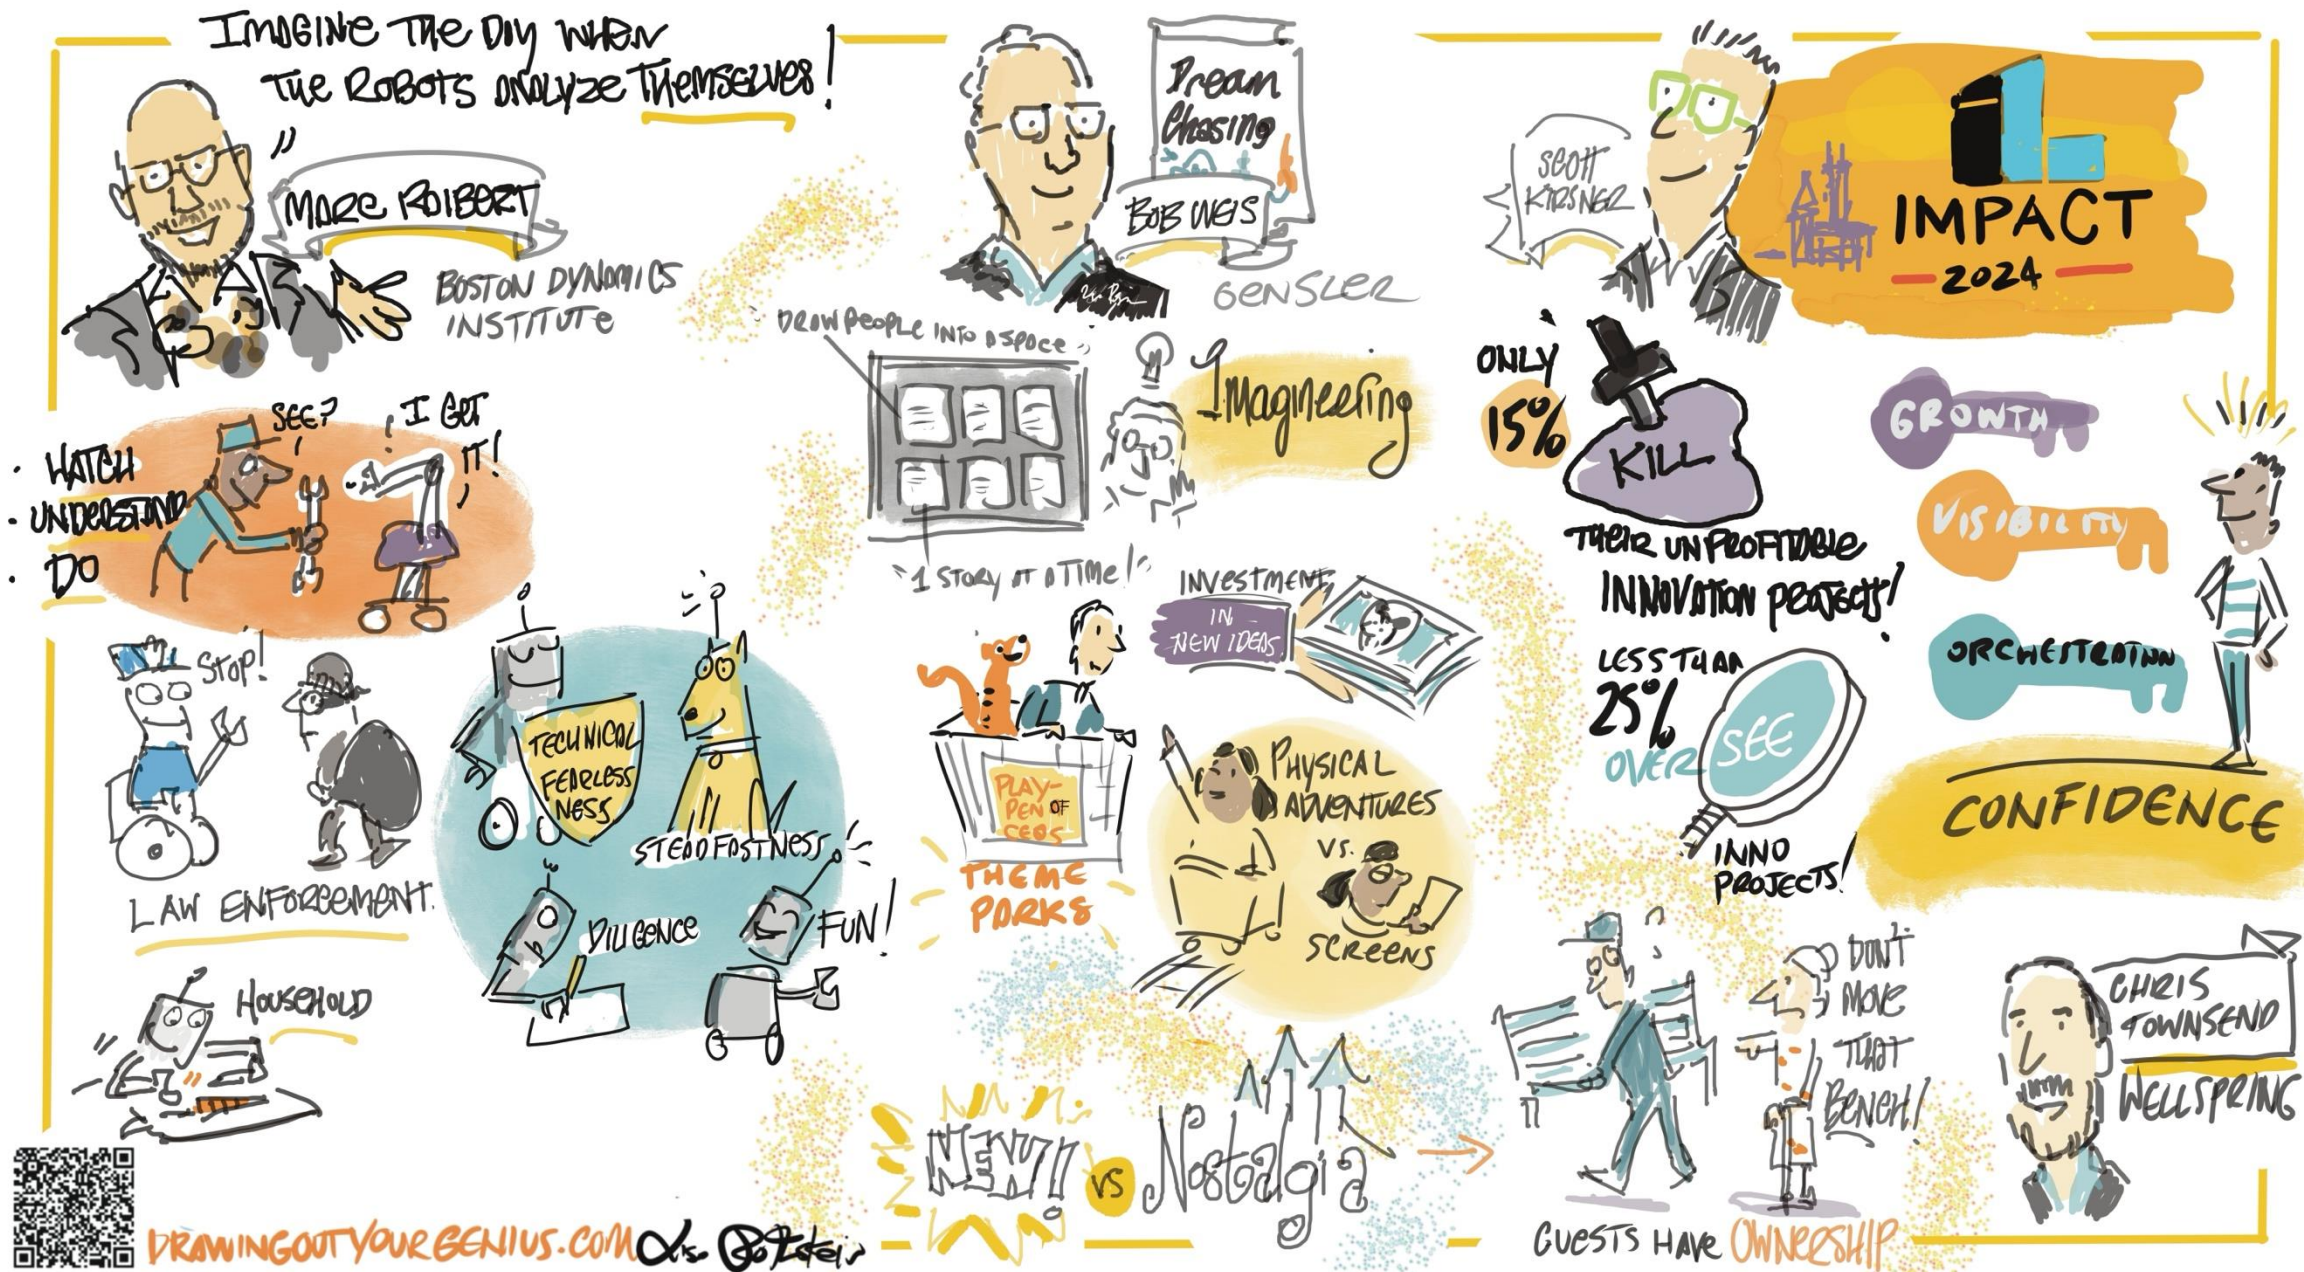 IMAGINE THE DAY WHEN
THE ROBOTS ANALYZE THEMSELVES!
MARC RAIBERT
BOSTON DYNAMICS
INSTITUTE
· WATCH
· UNDERSTAND
· DO
SEE?
I GET
IT!
STOP!
LAW ENFORCEMENT.
HOUSEHOLD
TECHNICAL
FEARLESS
NESS
STEADFASTNESS
DILIGENCE
FUN!
DRAWINGOUTYOURGENIUS.COM
Dream
Chasing
BOB WEIS
GENSLER
DRAW PEOPLE INTO A SPACE
"1 STORY AT A TIME!"
Imagineering
INVESTMENT
IN
NEW IDEAS
PLAY-
PEN OF
CEOS
THEME
PARKS
PHYSICAL
ADVENTURES
VS.
SCREENS
NEW!!
VS
Nostalgia
SCOTT
KIRSNER
IMPACT
2024
ONLY
15%
KILL
THEIR UNPROFITABLE
INNOVATION PROJECTS!
LESS THAN
25%
OVER
SEE
INNO
PROJECTS!
GROWTH
VISIBILITY
ORCHESTRATION
CONFIDENCE
DON'T
MOVE
THAT
BENCH!
GUESTS HAVE OWNERSHIP
CHRIS
TOWNSEND
WELLSPRING